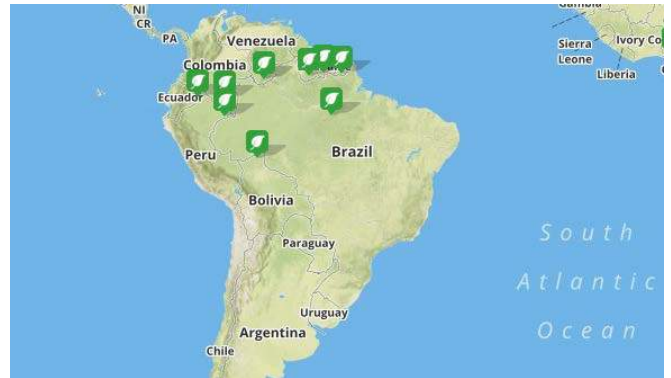 NI
CR
PA
Venezuela
Colombia
Ecuador
Peru
Brazil
Bolivia
Paraguay
Uruguay
Argentina
Chile
Sierra
Leone
Liberia
Ivory Co
South
Atlantic
Ocean